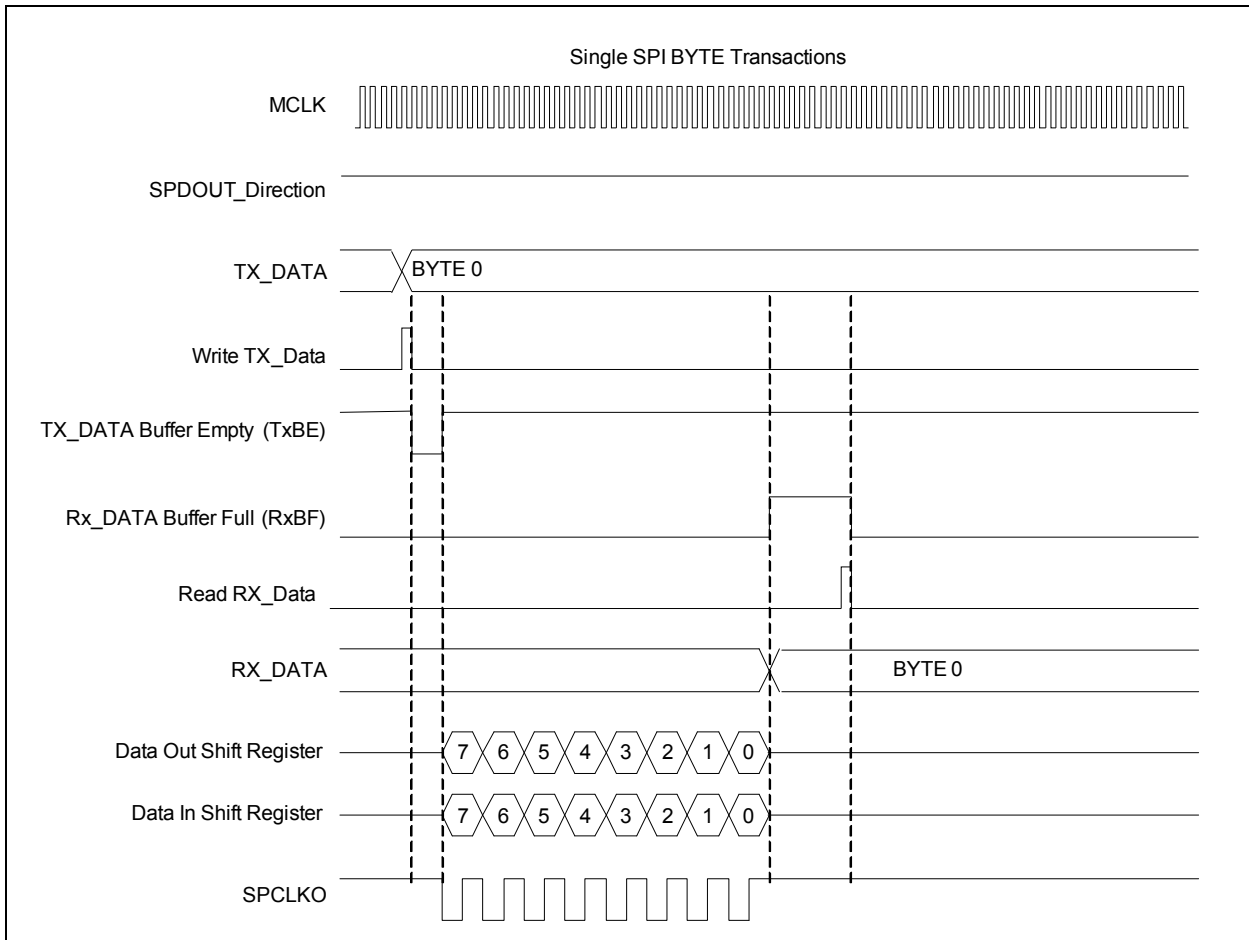 Single SPI BYTE Transactions
MCLK
SPDOUT_Direction
TX_DATA
BYTE 0
Write TX_Data
TX_DATA Buffer Empty (TxBE)
Rx_DATA Buffer Full (RxBF)
Read RX_Data
RX_DATA
BYTE 0
Data Out Shift Register
7 6 5 4 3 2 1 0
Data In Shift Register
7 6 5 4 3 2 1 0
SPCLKO